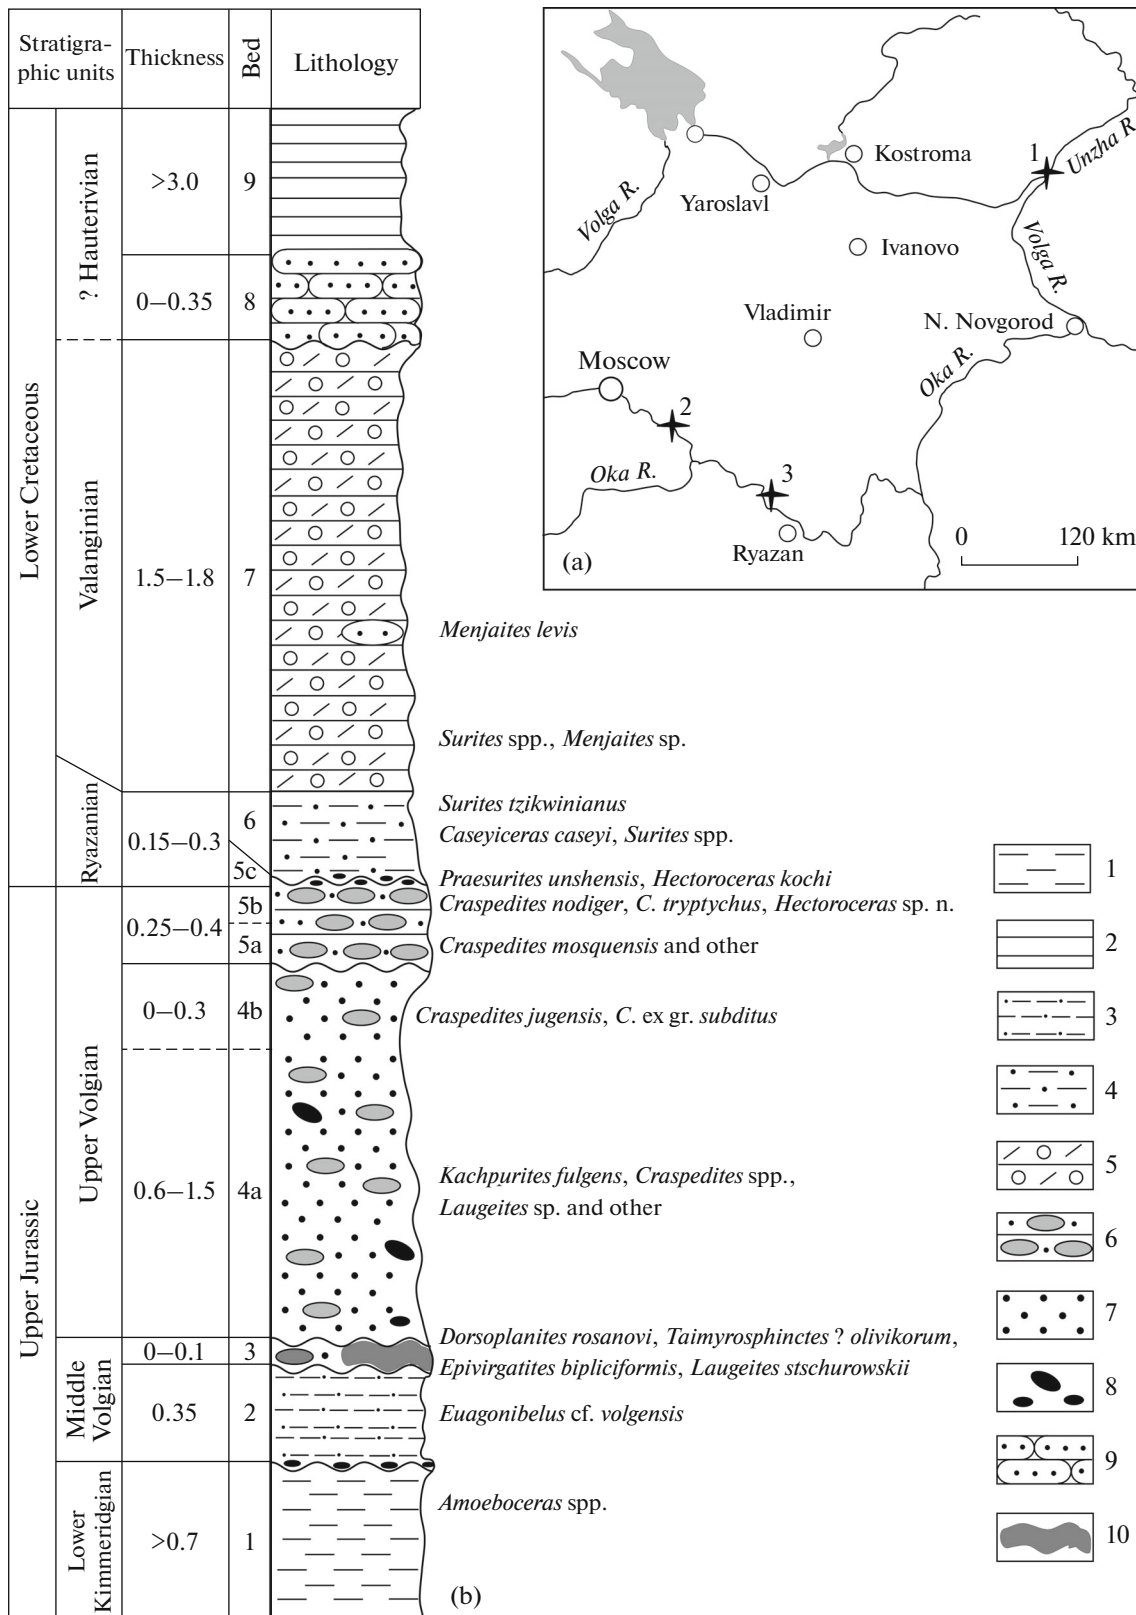 Stratigra-
phic units
Thickness
Bed
Lithology
Lower Cretaceous
? Hauterivian
>3.0
9
0–0.35
8
Valanginian
1.5–1.8
7
Menjaites levis
Surites spp., Menjaites sp.
Ryazanian
0.15–0.3
6
5c
Surites tzikwinianus
Caseyiceras caseyi, Surites spp.
Praesurites unshensis, Hectoroceras kochi
Upper Jurassic
Upper Volgian
0.25–0.4
5b
5a
Craspedites nodiger, C. tryptychus, Hectoroceras sp. n.
Craspedites mosquensis and other
0–0.3
4b
Craspedites jugensis, C. ex gr. subditus
0.6–1.5
4a
Kachpurites fulgens, Craspedites spp.,
Laugeites sp. and other
Middle
Volgian
0–0.1
3
Dorsoplanites rosanovi, Taimyrosphinctes ? olivikorum,
Epivirgatites bipliciformis, Laugeites stschurowskii
0.35
2
Euagonibelus cf. volgensis
Lower
Kimmeridgian
>0.7
1
Amoeboceras spp.
(b)
Kostroma
Yaroslavl
Volga R.
1
Unzha R.
Ivanovo
Volga R.
Vladimir
N. Novgorod
Moscow
Oka R.
2
Oka R.
3
Ryazan
0
120 km
(a)
1
2
3
4
5
6
7
8
9
10